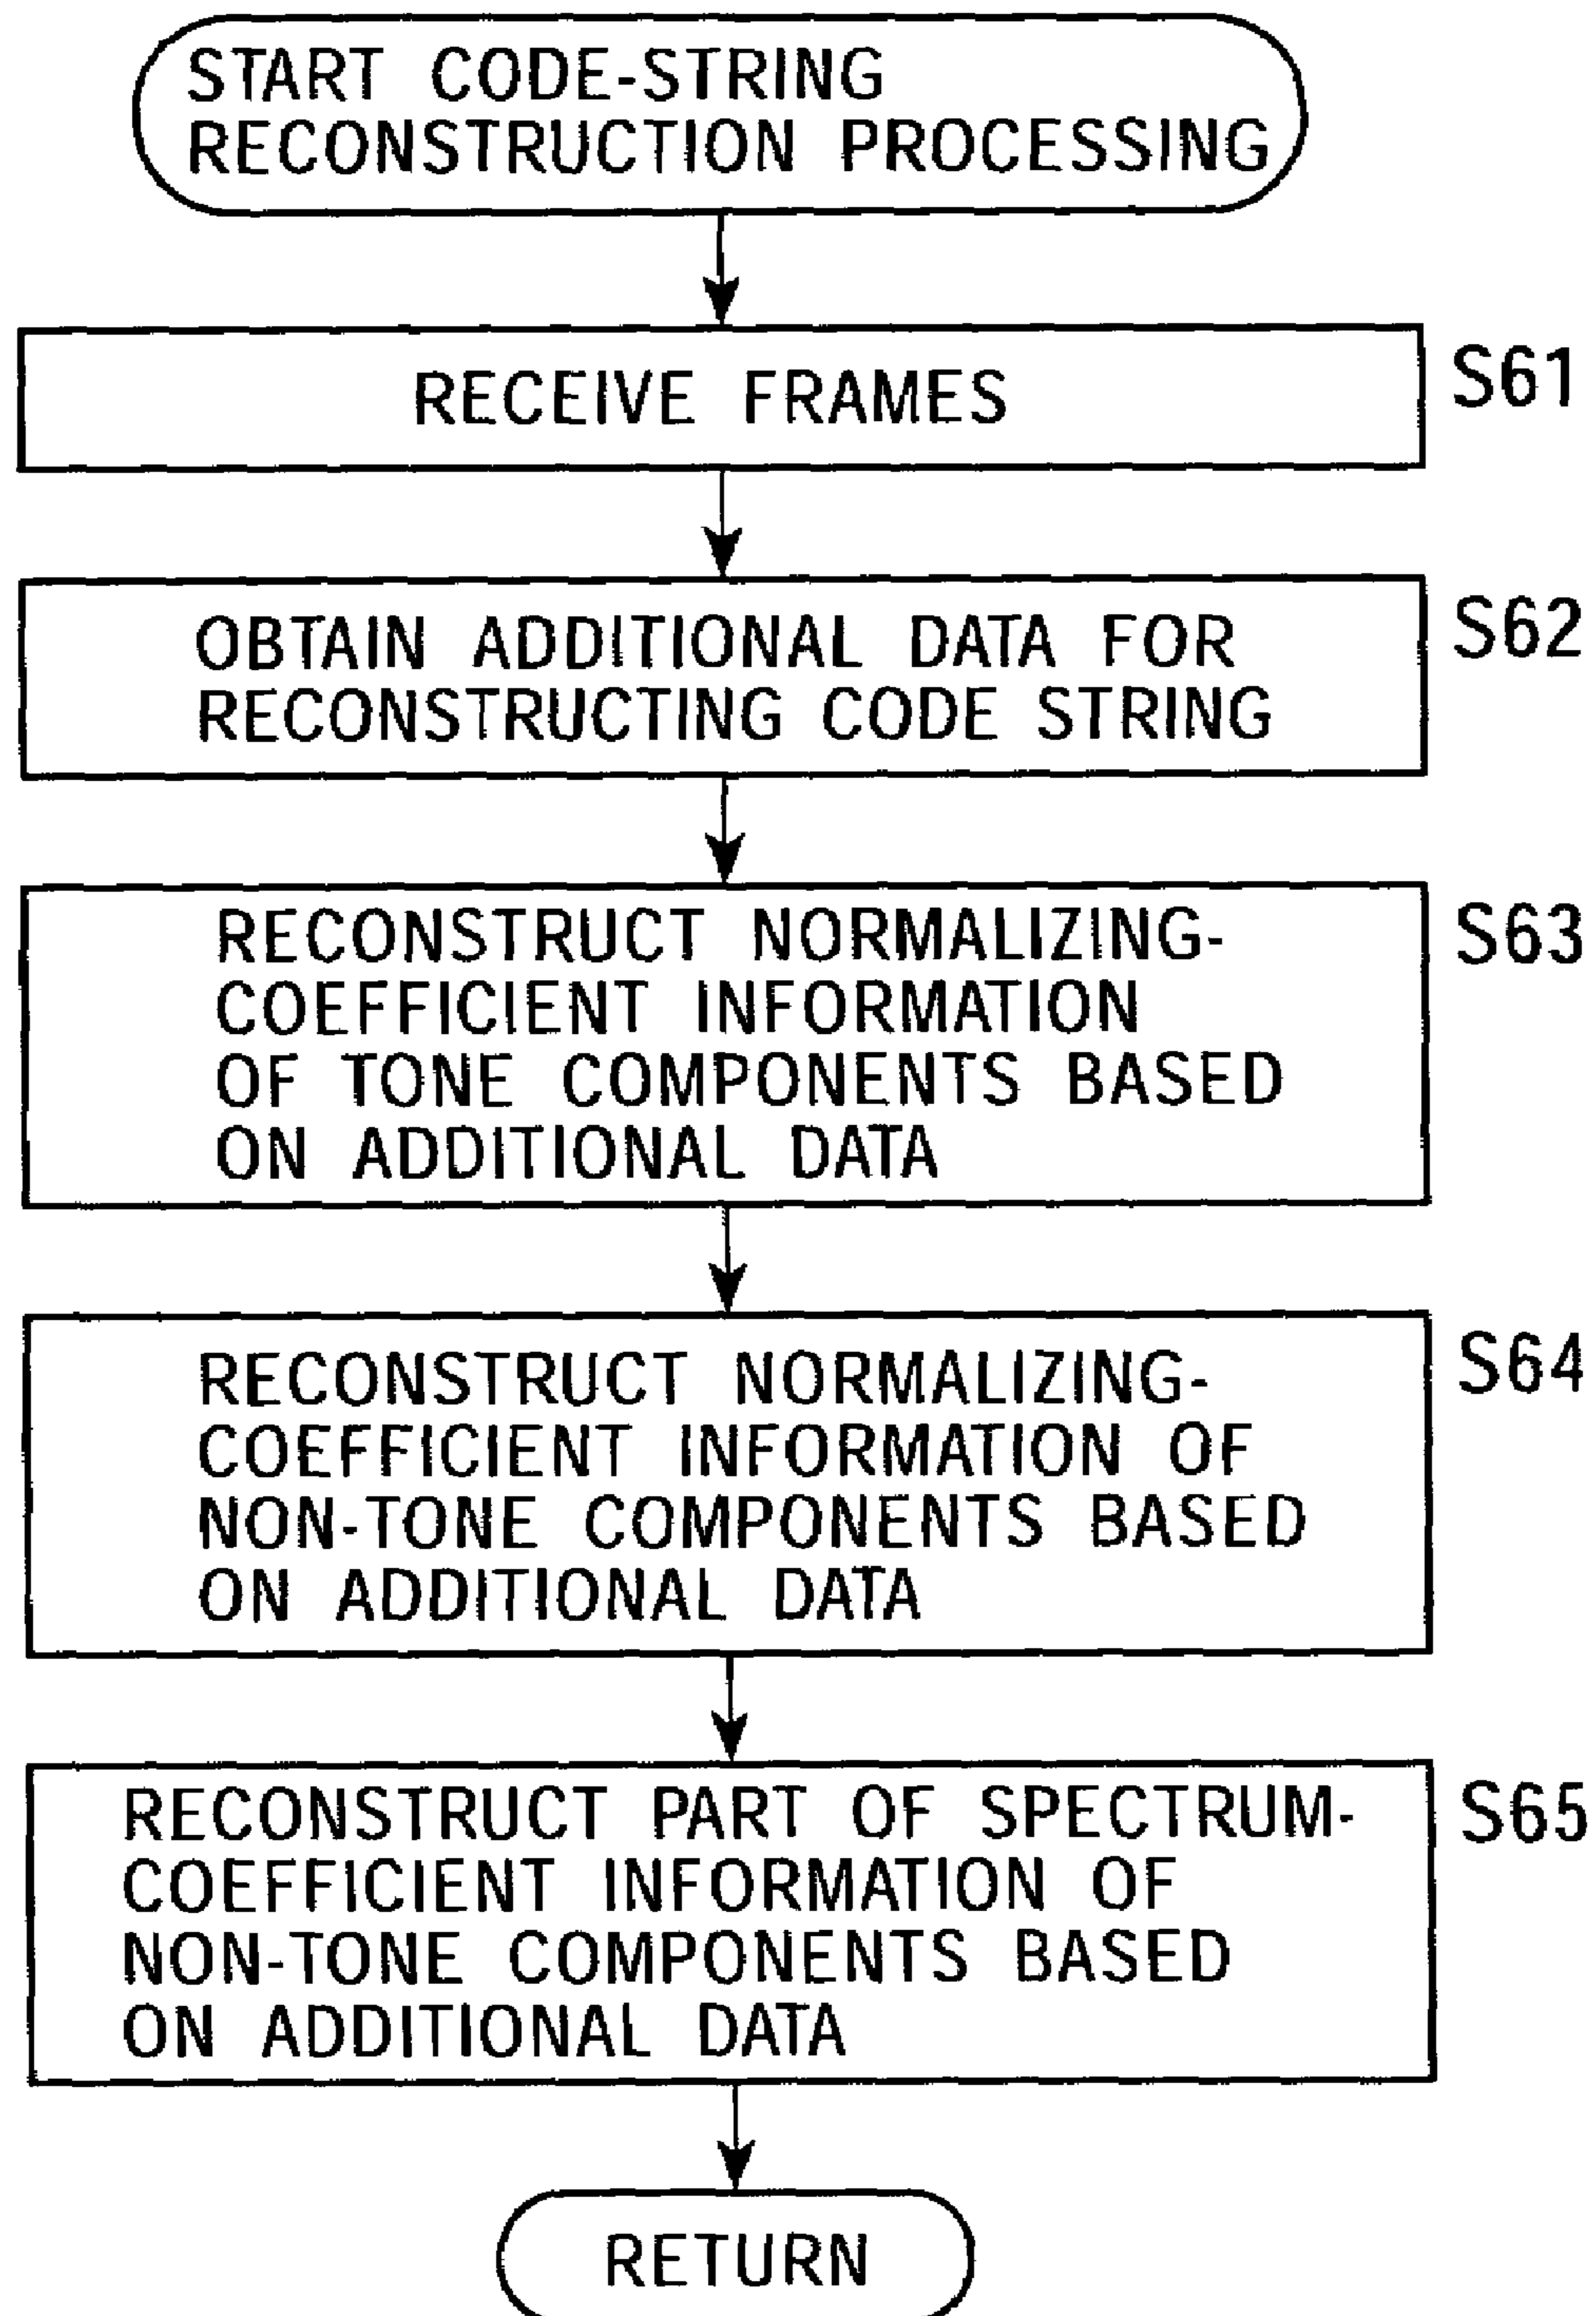 START CODE-STRING
RECONSTRUCTION PROCESSING
RECEIVE FRAMES
S61
OBTAIN ADDITIONAL DATA FOR
RECONSTRUCTING CODE STRING
S62
RECONSTRUCT NORMALIZING-
COEFFICIENT INFORMATION
OF TONE COMPONENTS BASED
ON ADDITIONAL DATA
S63
RECONSTRUCT NORMALIZING-
COEFFICIENT INFORMATION OF
NON-TONE COMPONENTS BASED
ON ADDITIONAL DATA
S64
RECONSTRUCT PART OF SPECTRUM-
COEFFICIENT INFORMATION OF
NON-TONE COMPONENTS BASED
ON ADDITIONAL DATA
S65
RETURN